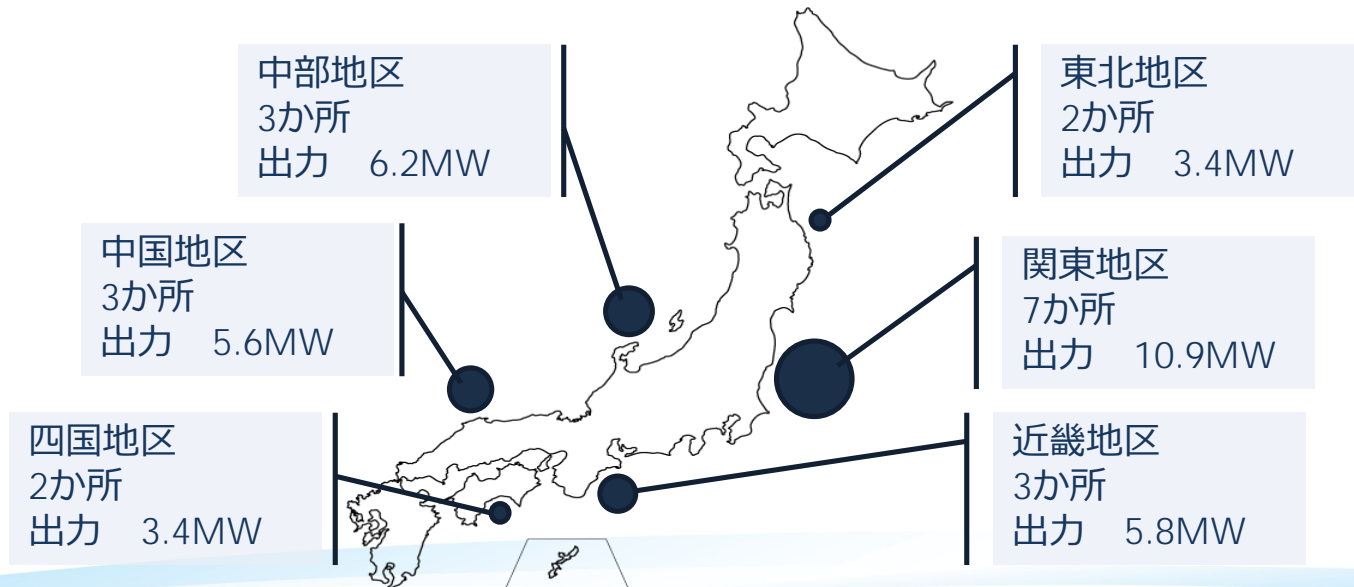 中部地区
3か所
出力　6.2MW
東北地区
2か所
出力　3.4MW
中国地区
3か所
出力　5.6MW
関東地区
7か所
出力　10.9MW
四国地区
2か所
出力　3.4MW
近畿地区
3か所
出力　5.8MW